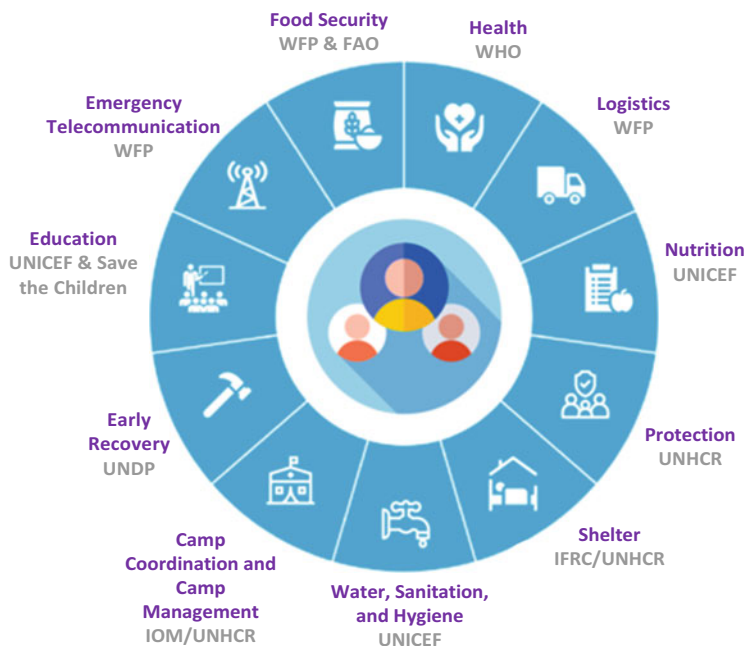 Food Security
WFP & FAO
Health
WHO
Logistics
WFP
Nutrition
UNICEF
Protection
UNHCR
Shelter
IFRC/UNHCR
Water, Sanitation,
and Hygiene
UNICEF
Camp
Coordination and
Camp
Management
IOM/UNHCR
Early
Recovery
UNDP
Education
UNICEF & Save
the Children
Emergency
Telecommunication
WFP